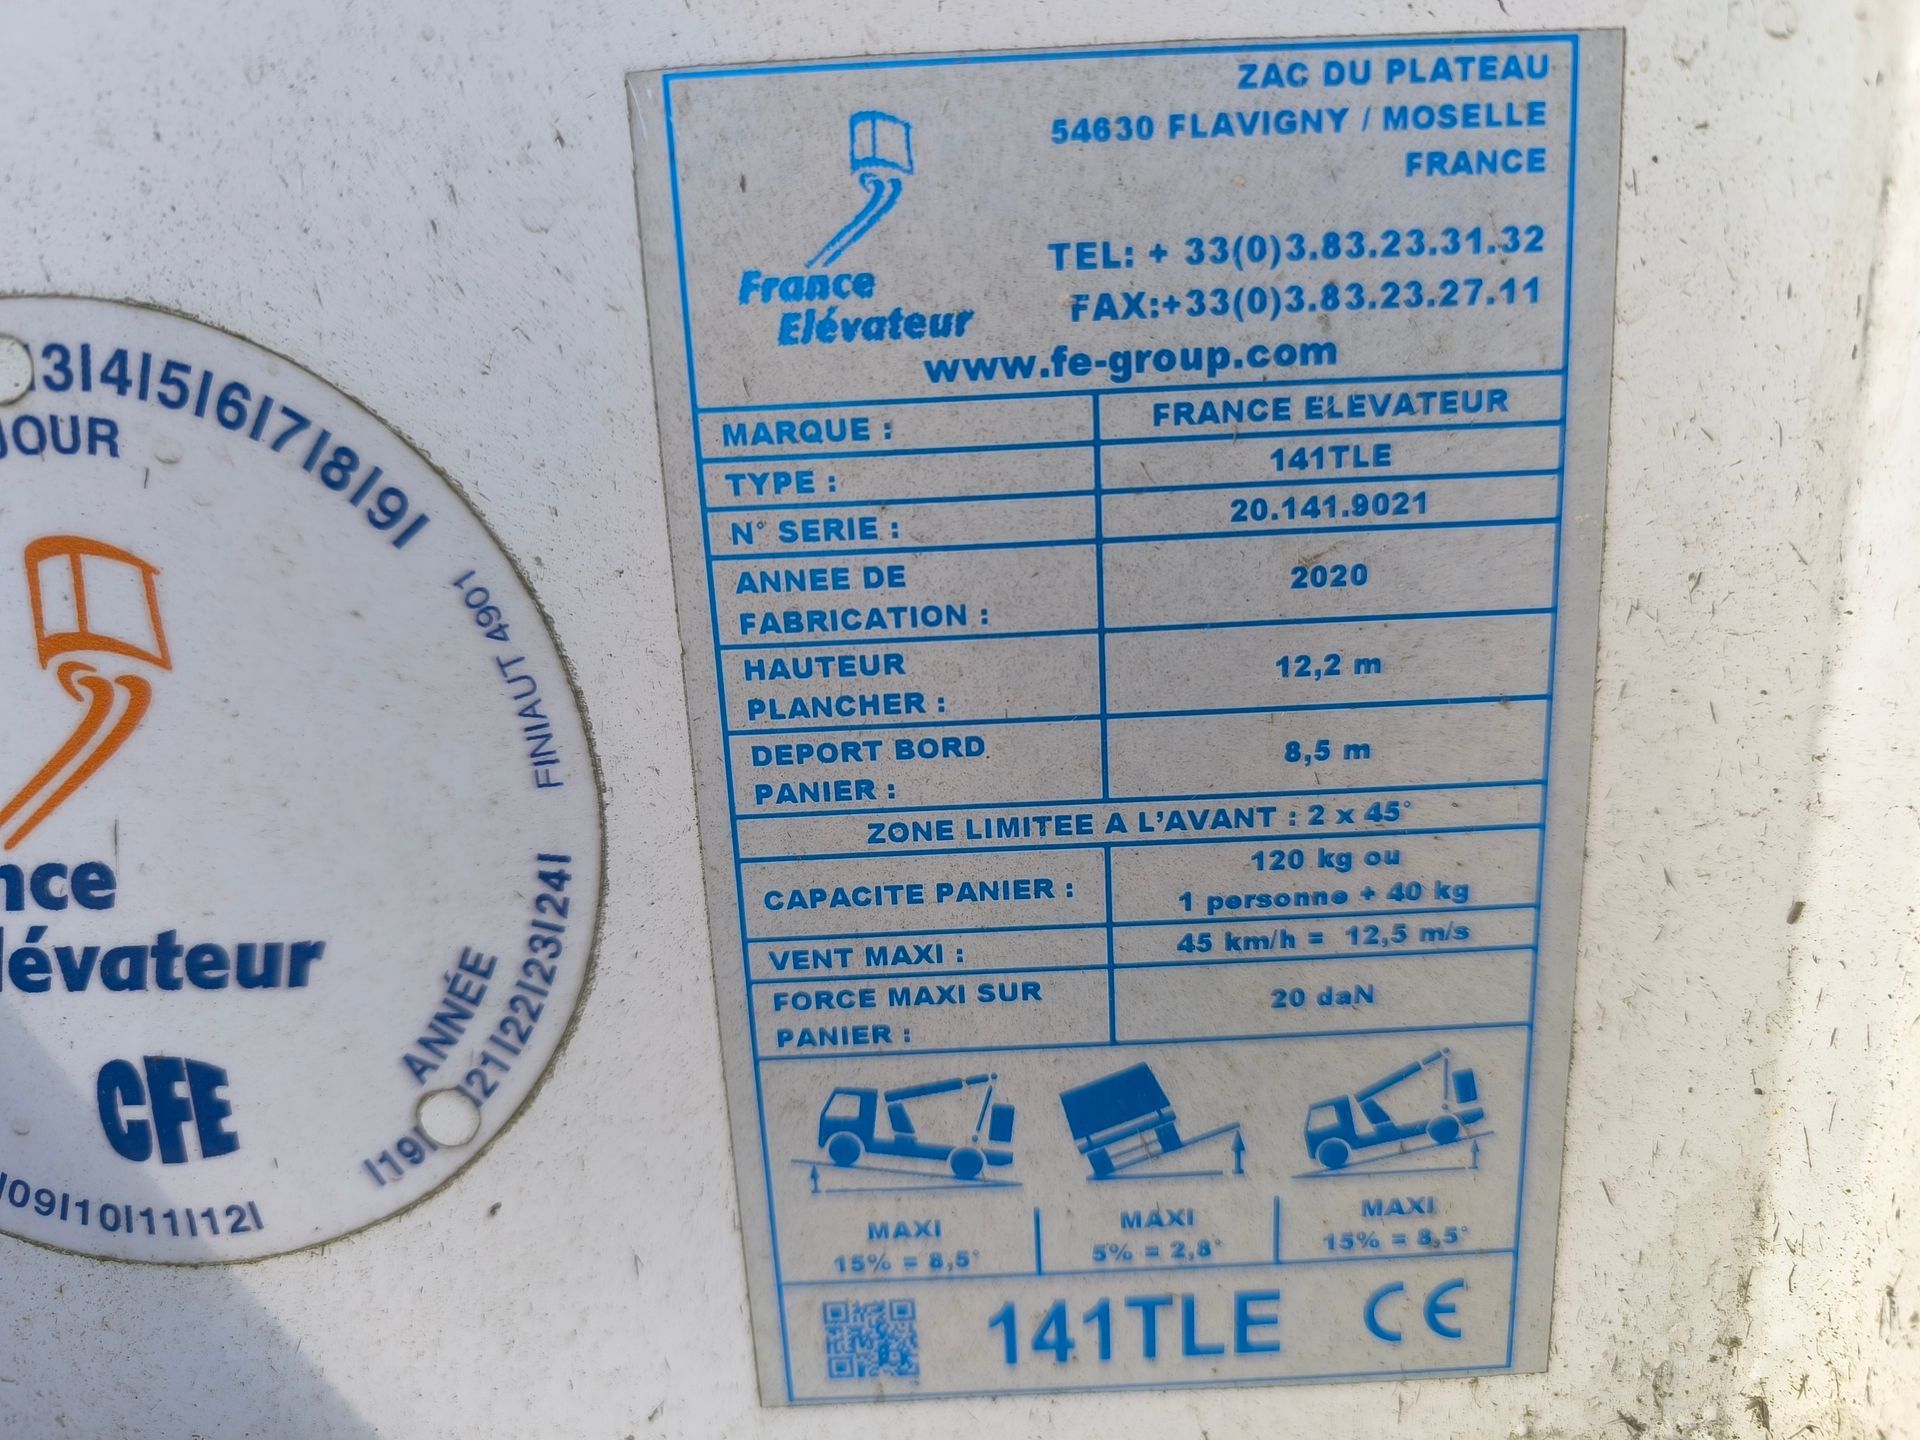 3|4|5|6|7|8|9|
JOUR
FINIAUT 4901
nce
lévateur
CFE
ANNÉE
|19| |21|22|23|24|
|09|10|11|12|
ZAC DU PLATEAU
54630 FLAVIGNY / MOSELLE
FRANCE
TEL: + 33(0)3.83.23.31.32
FAX:+33(0)3.83.23.27.11
France
Elévateur
www.fe-group.com
MARQUE : FRANCE ELEVATEUR
TYPE : 141TLE
N° SERIE : 20.141.9021
ANNEE DE
FABRICATION : 2020
HAUTEUR
PLANCHER : 12,2 m
DEPORT BORD
PANIER : 8,5 m
ZONE LIMITEE A L'AVANT : 2 x 45°
CAPACITE PANIER : 120 kg ou
1 personne + 40 kg
VENT MAXI : 45 km/h = 12,5 m/s
FORCE MAXI SUR
PANIER : 20 daN
MAXI MAXI MAXI
15% = 8,5° 5% = 2,8° 15% = 8,5°
141TLE CE